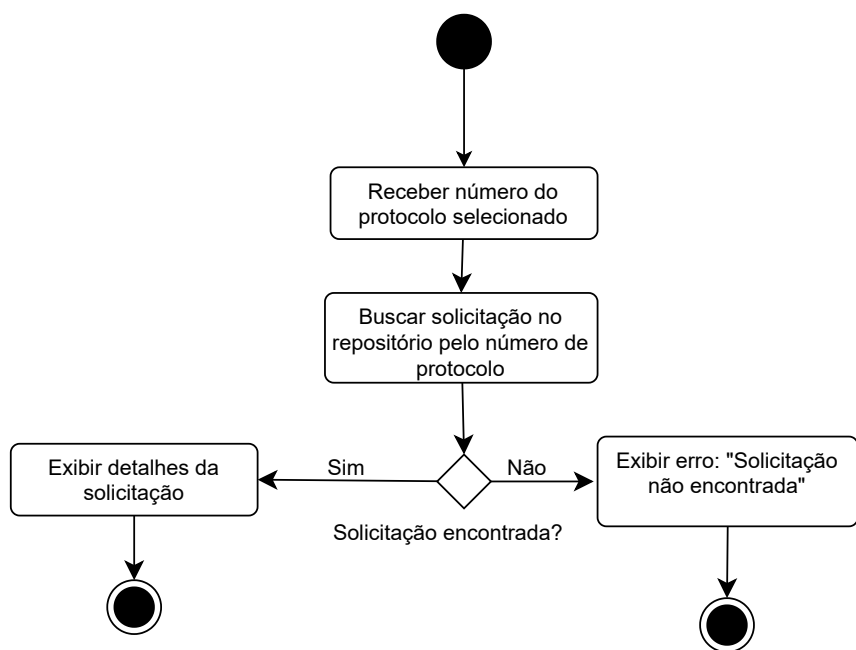 Receber número do
protocolo selecionado
Buscar solicitação no
repositório pelo número de
protocolo
Exibir detalhes da
solicitação
Sim
Não
Exibir erro: "Solicitação
não encontrada"
Solicitação encontrada?